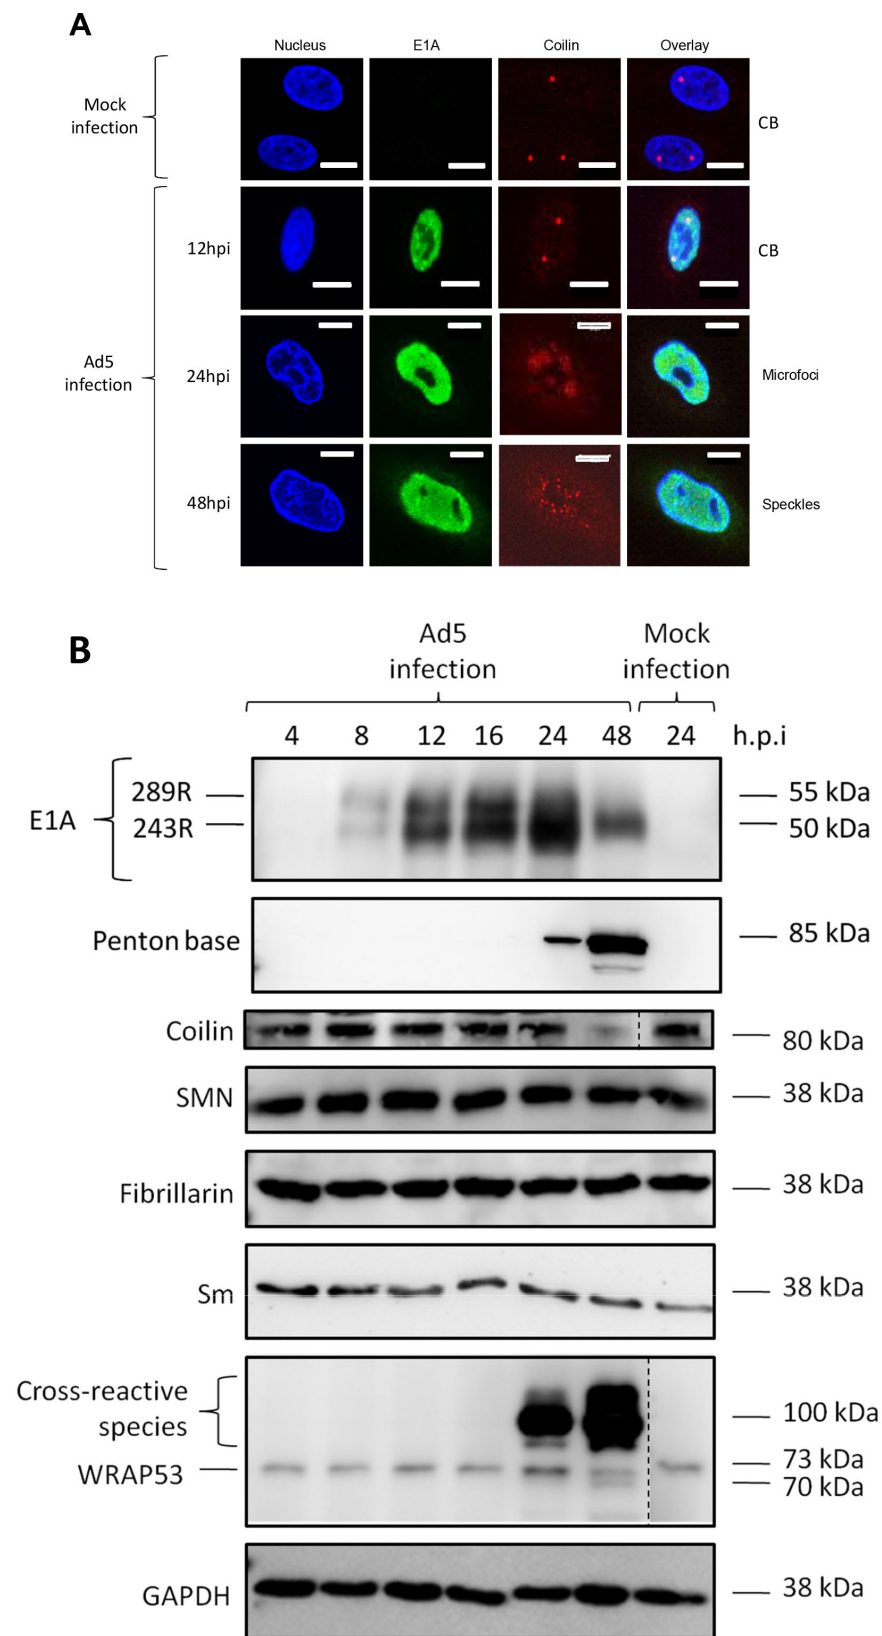 A
Nucleus E1A Coilin Overlay
Mock
infection
CB
12hpi
CB
Ad5
infection
24hpi
Microfoci
48hpi
Speckles
B
Ad5
infection
Mock
infection
4 8 12 16 24 48 24 h.p.i
E1A
289R
55 kDa
243R
50 kDa
Penton base
85 kDa
Coilin
80 kDa
SMN
38 kDa
Fibrillarin
38 kDa
Sm
38 kDa
Cross-reactive
species
100 kDa
WRAP53
73 kDa
70 kDa
GAPDH
38 kDa